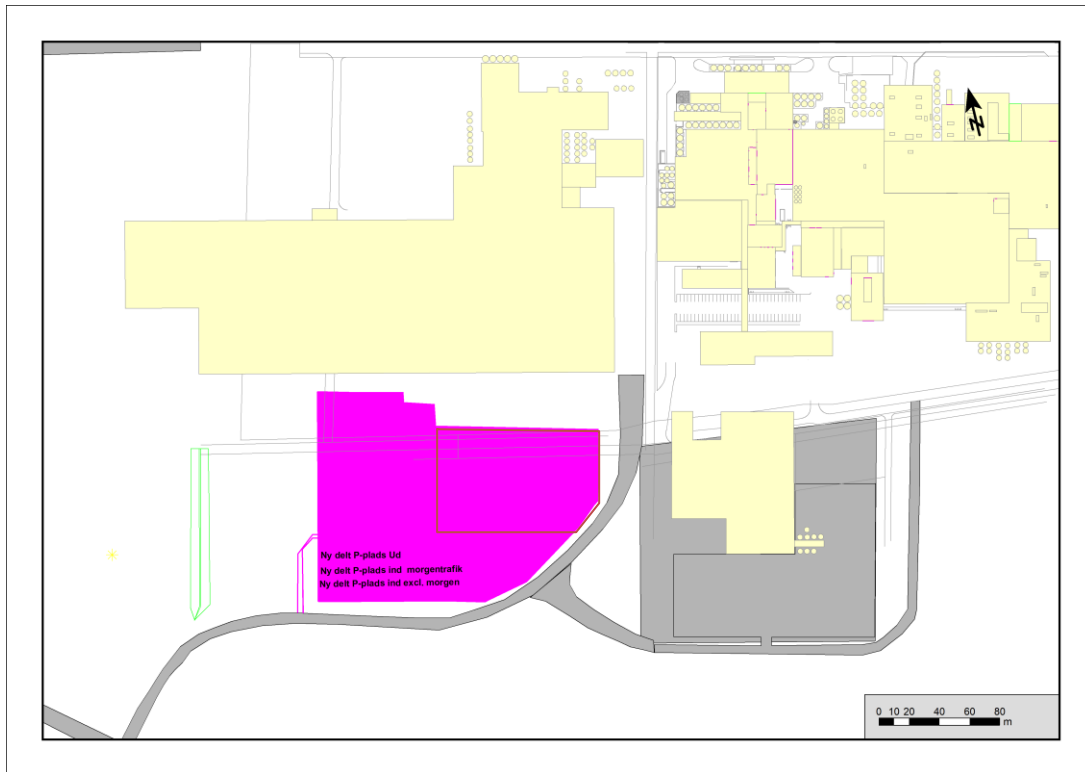 N
Ny delt P-plads Ud
Ny delt P-plads ind morgentrafik
Ny delt P-plads ind excl. morgen
0 10 20 40 60 80
m